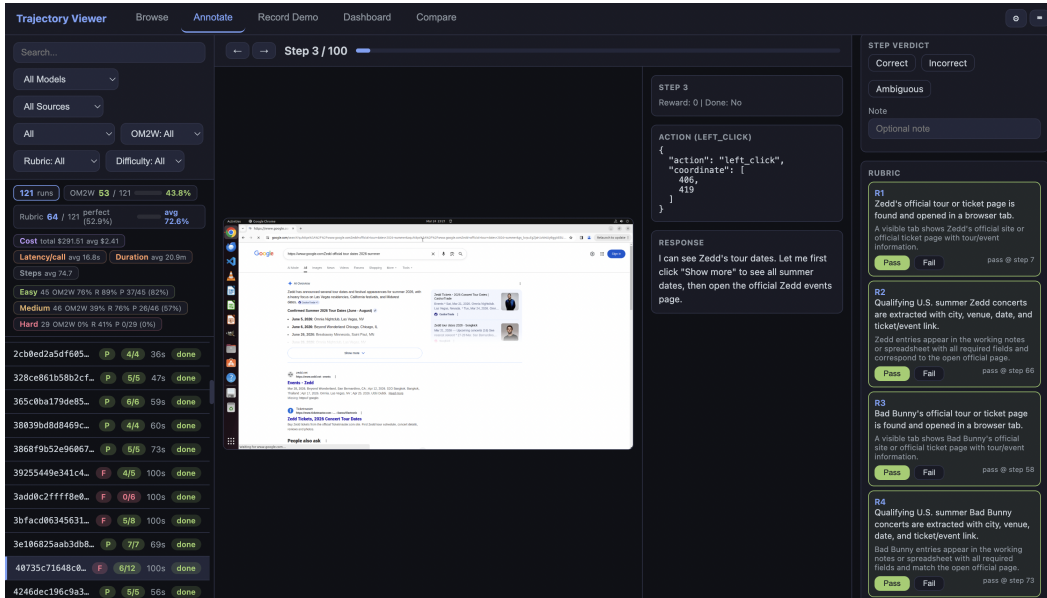 Trajectory Viewer
Browse
Annotate
Record Demo
Dashboard
Compare
Search...
All Models
All Sources
All
OM2W: All
Rubric: All
Difficulty: All
121 runs
OM2W 53 / 121 43.8%
Rubric 64 / 121 perfect (52.9%) avg 72.6%
Cost total $291.51 avg $2.41
Latency/call avg 16.8s
Duration avg 20.9m
Steps avg 74.7
Easy 45 OM2W 76% R 89% P 37/45 (82%)
Medium 46 OM2W 39% R 76% P 26/46 (57%)
Hard 29 OM2W 0% R 41% P 0/29 (0%)
2cb0ed2a5df605... P 4/4 36s done
328ce861b58b2cf... P 5/5 47s done
365c0ba179de85... P 6/6 59s done
38039bd8d8469c... P 4/4 60s done
3868f9b52e96067... P 5/5 73s done
39255449e341c4... F 4/5 100s done
3add0c2ffff8e0... F 0/6 100s done
3bfacd06345631... F 5/8 100s done
3e106825aab3db8... P 7/7 69s done
40735c71648c0... F 6/12 100s done
4246dec196c9a3... P 5/5 56s done
← → Step 3 / 100
Google
Zedd official tour dates 2026 summer
Confirmed Summer 2026 Tour Dates (June - August)
Show more
Events - Zedd
Zedd Tickets, 2026 Concert Tour Dates
People also ask
STEP 3
Reward: 0 | Done: No
ACTION (LEFT_CLICK)
{
"action": "left_click",
"coordinate": [
406,
419
]
}
RESPONSE
I can see Zedd's tour dates. Let me first
click "Show more" to see all summer
dates, then open the official Zedd events
page.
STEP VERDICT
Correct
Incorrect
Ambiguous
Note
Optional note
RUBRIC
R1
Zedd's official tour or ticket page is
found and opened in a browser tab.
A visible tab shows Zedd's official site or
official ticket page with tour/event
information.
Pass Fail pass @ step 7
R2
Qualifying U.S. summer Zedd concerts
are extracted with city, venue, date, and
ticket/event link.
Zedd entries appear in the working notes
or spreadsheet with all required fields and
correspond to the open official page.
Pass Fail pass @ step 66
R3
Bad Bunny's official tour or ticket page
is found and opened in a browser tab.
A visible tab shows Bad Bunny's official
site or official ticket page with tour/event
information.
Pass Fail pass @ step 58
R4
Qualifying U.S. summer Bad Bunny
concerts are extracted with city, venue,
date, and ticket/event link.
Bad Bunny entries appear in the working
notes or spreadsheet with all required
fields and match the open official page.
Pass Fail pass @ step 73